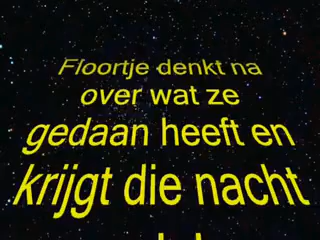 Floortje denkt na
over wat ze
gedaan heeft en
krijgt die nacht